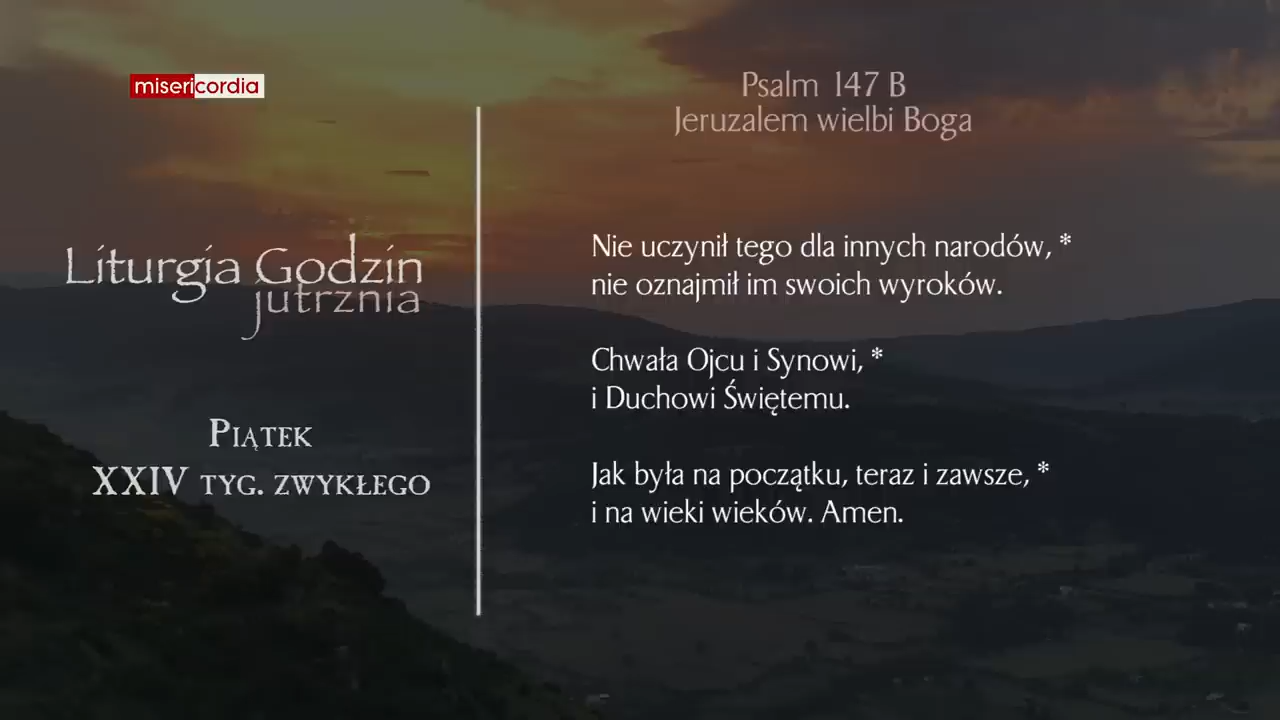 misericordia
Liturgia Godzin
jutrznia
Piątek
XXIV tyg. zwykłego
Psalm 147 B
Jeruzalem wielbi Boga
Nie uczynił tego dla innych narodów, *
nie oznajmił im swoich wyroków.
Chwała Ojcu i Synowi, *
i Duchowi Świętemu.
Jak była na początku, teraz i zawsze, *
i na wieki wieków. Amen.